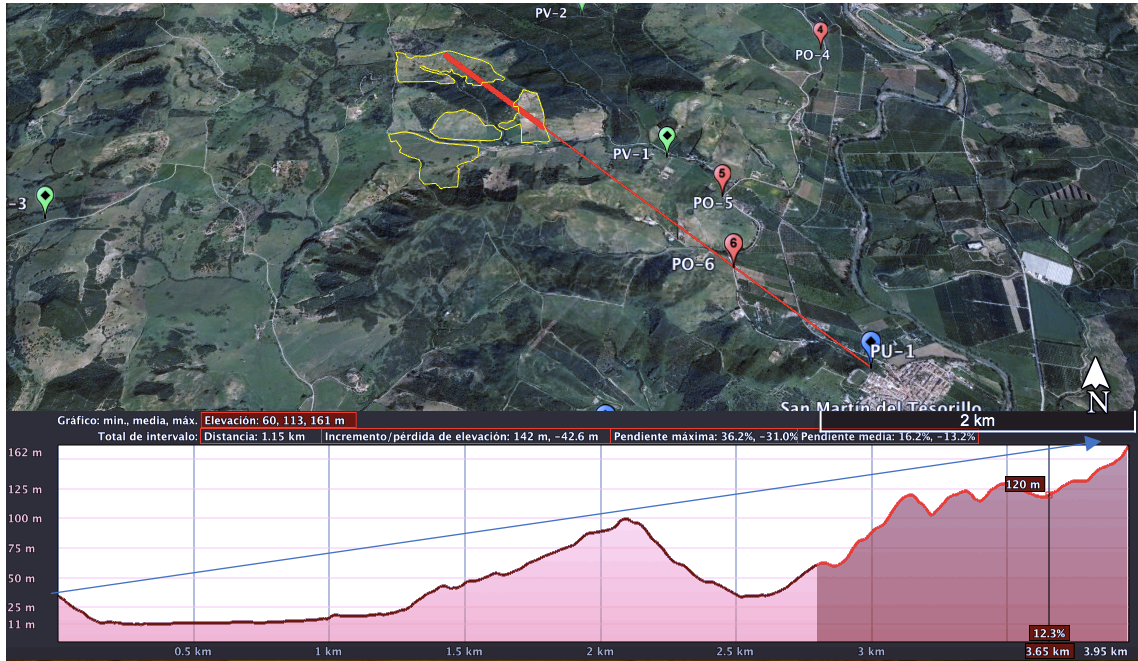 PV-2
4
PO-4
PV-1
5
PO-5
-3
6
PO-6
PU-1
N
San Martín del Tesorillo
2 km
Gráfico: min., media, máx. Elevación: 60, 113, 161 m
Total de intervalo: Distancia: 1.15 km Incremento/pérdida de elevación: 142 m, -42.6 m Pendiente máxima: 36.2%, -31.0% Pendiente media: 16.2%, -13.2%
162 m
125 m
120 m
100 m
75 m
50 m
25 m
11 m
12.3%
0.5 km 1 km 1.5 km 2 km 2.5 km 3 km 3.65 km 3.95 km